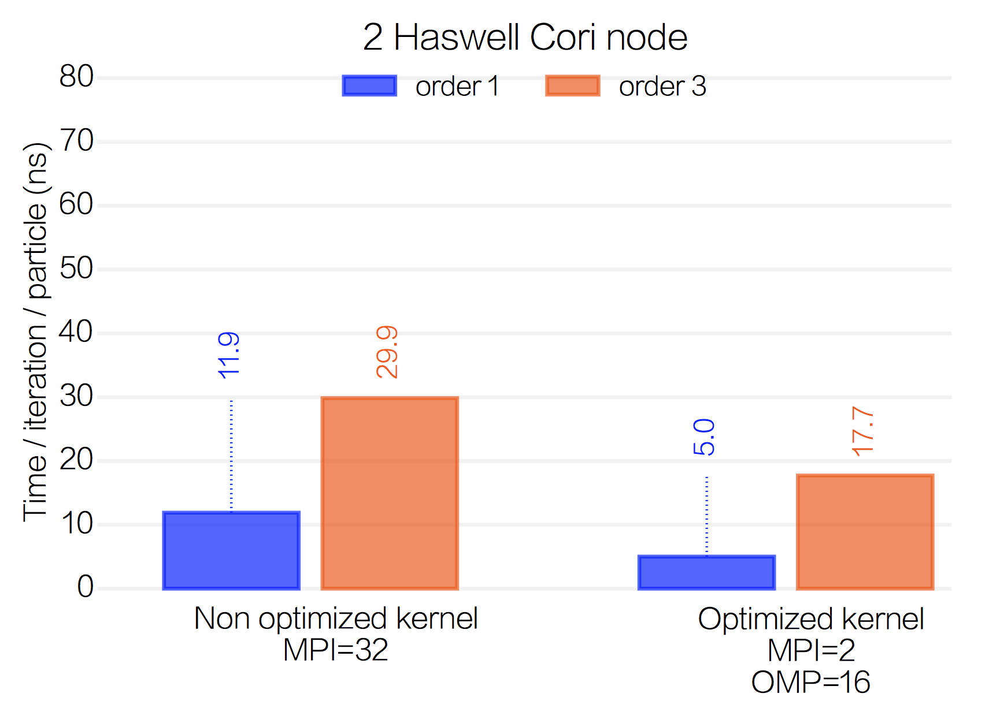 2 Haswell Cori node
order 1
order 3
Time / iteration / particle (ns)
80
70
60
50
40
30
20
10
0
11.9
29.9
5.0
17.7
Non optimized kernel
MPI=32
Optimized kernel
MPI=2
OMP=16